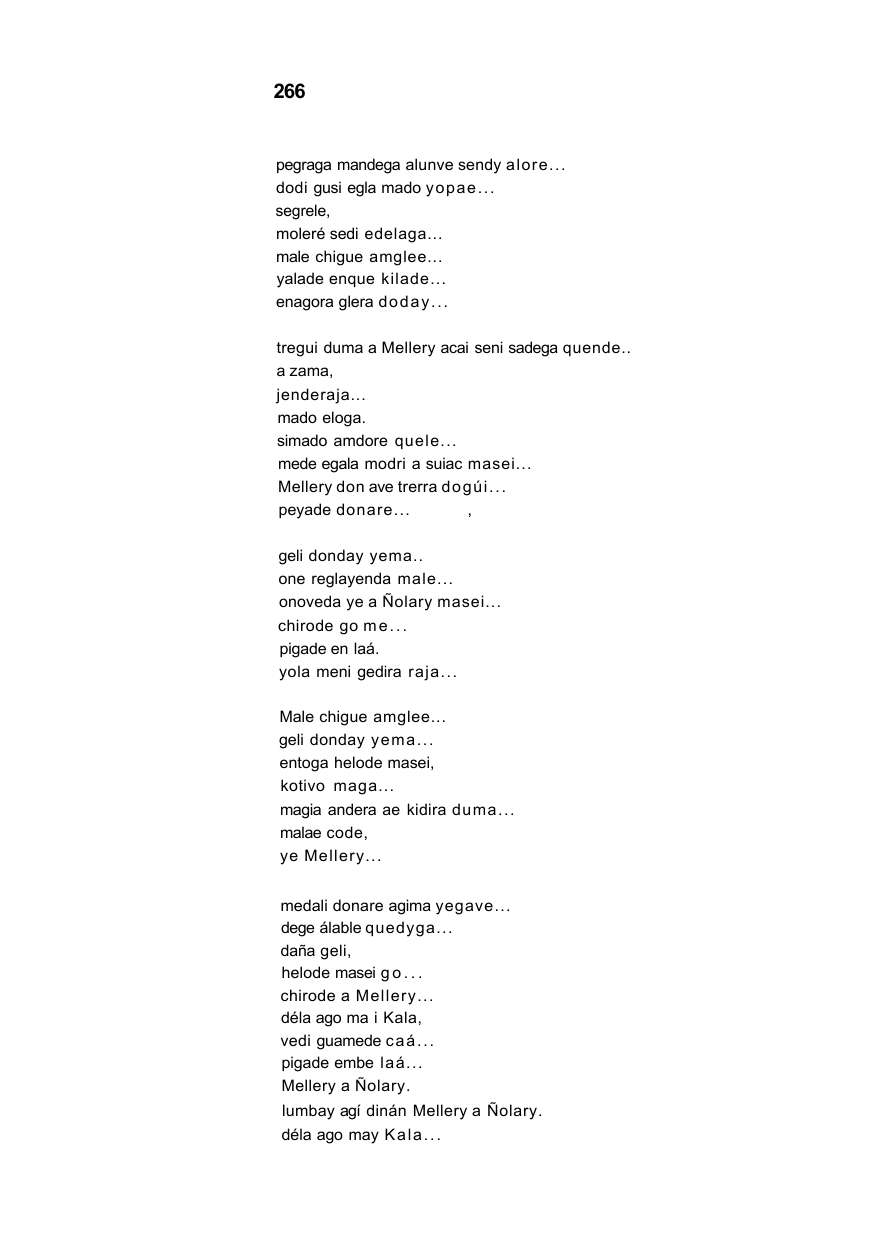 266
pegraga mandega alunve sendy alore...
dodi gusi egla mado yopae...
segrele,
moleré sedi edelaga...
male chigue amglee...
yalade enque kilade...
enagora glera doday...
tregui duma a Mellery acai seni sadega quende..
a zama,
jenderaja...
mado eloga.
simado amdore quele...
mede egala modri a suiac masei...
Mellery don ave trerra dogúi...
peyade donare... ,
geli donday yema..
one reglayenda male...
onoveda ye a Ñolary masei...
chirode go me...
pigade en laá.
yola meni gedira raja...
Male chigue amglee...
geli donday yema...
entoga helode masei,
kotivo maga...
magia andera ae kidira duma...
malae code,
ye Mellery...
medali donare agima yegave...
dege álable quedyga...
daña geli,
helode masei go...
chirode a Mellery...
déla ago ma i Kala,
vedi guamede caá...
pigade embe laá...
Mellery a Ñolary.
lumbay agí dinán Mellery a Ñolary.
déla ago may Kala...